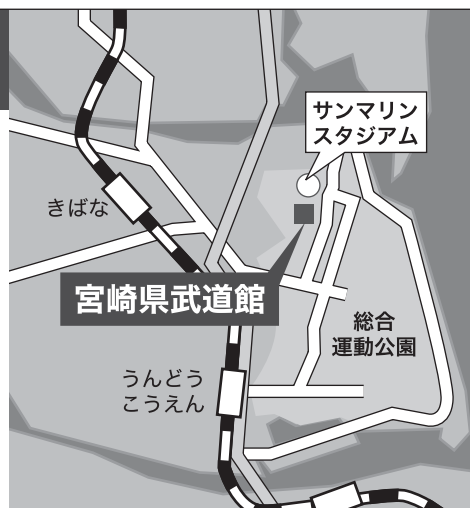 サンマリン
スタジアム
きばな
宮崎県武道館
総合
運動公園
うんどう
こうえん